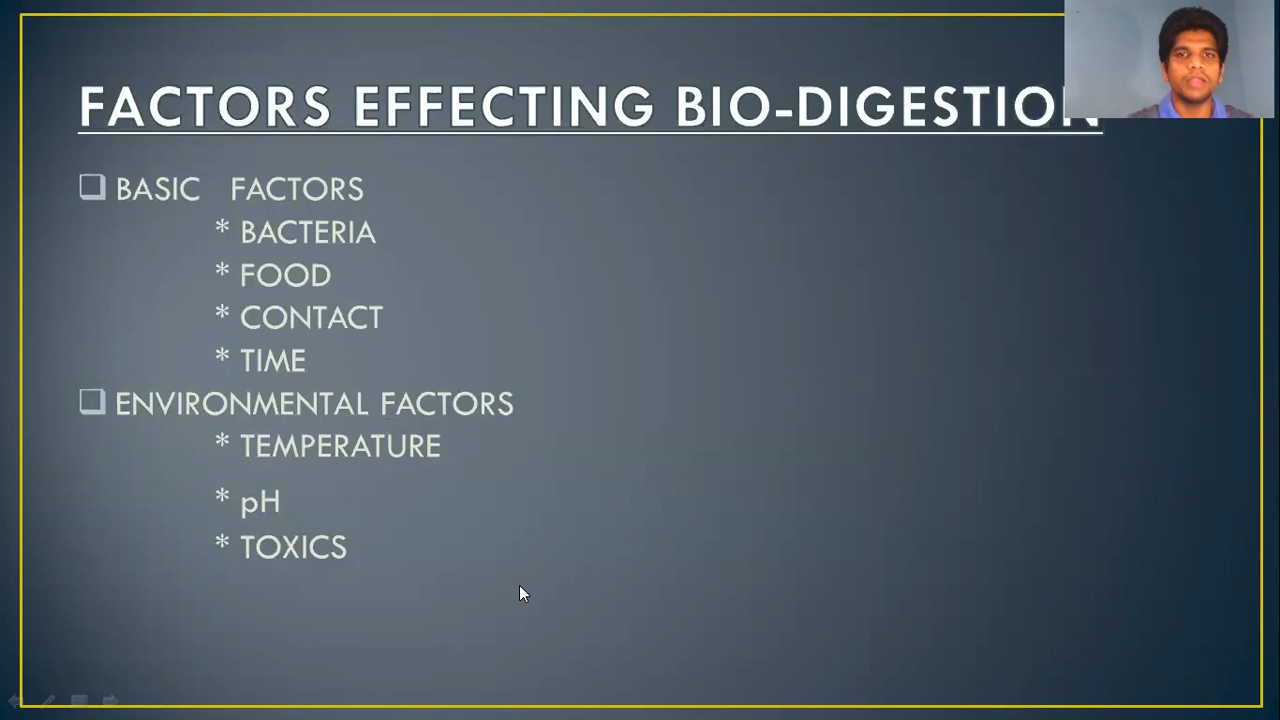 FACTORS EFFECTING BIO-DIGESTION
BASIC FACTORS
* BACTERIA
* FOOD
* CONTACT
* TIME
ENVIRONMENTAL FACTORS
* TEMPERATURE
* pH
* TOXICS